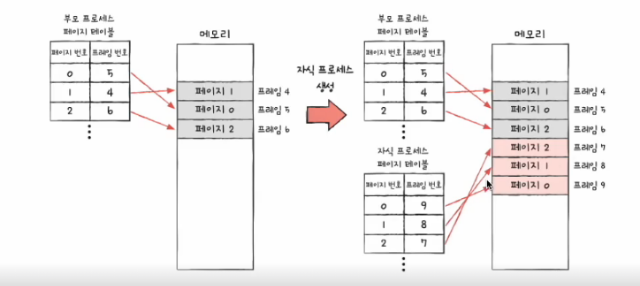 부모 프로세스
페이지 테이블
페이지 번호 프레임 번호
0 5
1 4
2 6
메모리
페이지 1 프레임 4
페이지 0 프레임 5
페이지 2 프레임 6
자식 프로세스
생성
부모 프로세스
페이지 테이블
페이지 번호 프레임 번호
0 5
1 4
2 6
자식 프로세스
페이지 테이블
페이지 번호 프레임 번호
0 9
1 8
2 7
메모리
페이지 1 프레임 4
페이지 0 프레임 5
페이지 2 프레임 6
페이지 2 프레임 7
페이지 1 프레임 8
페이지 0 프레임 9